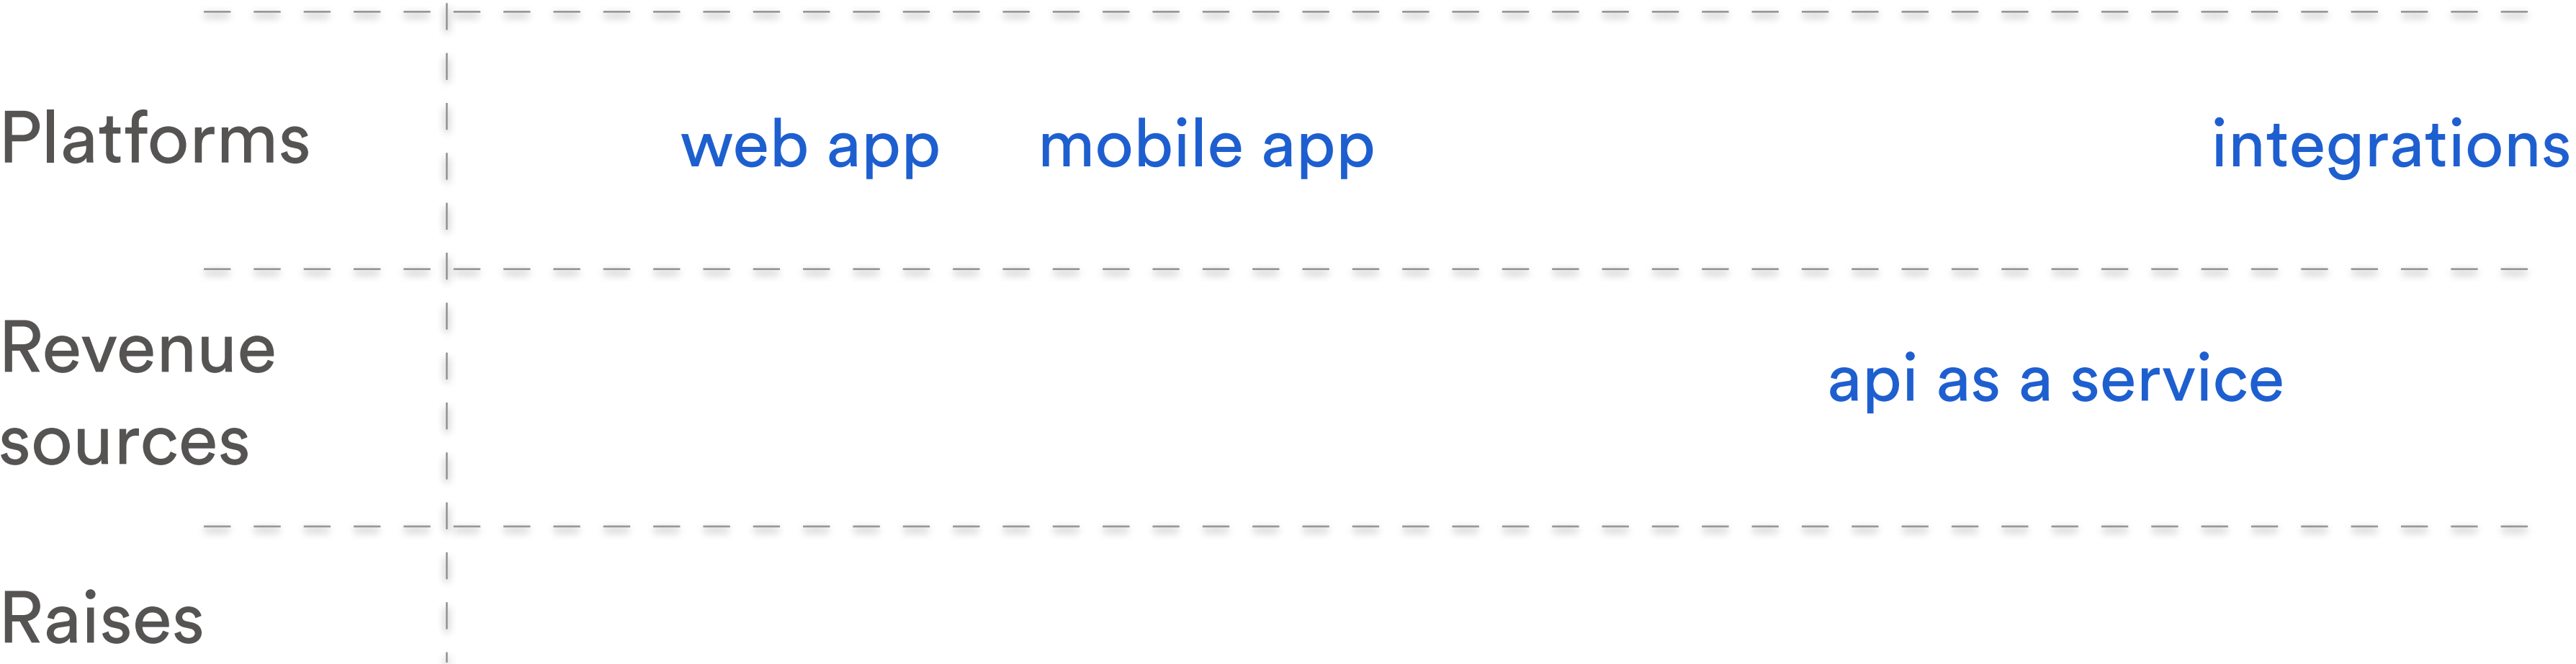 Platforms
web app
mobile app
integrations
Revenue
sources
api as a service
Raises